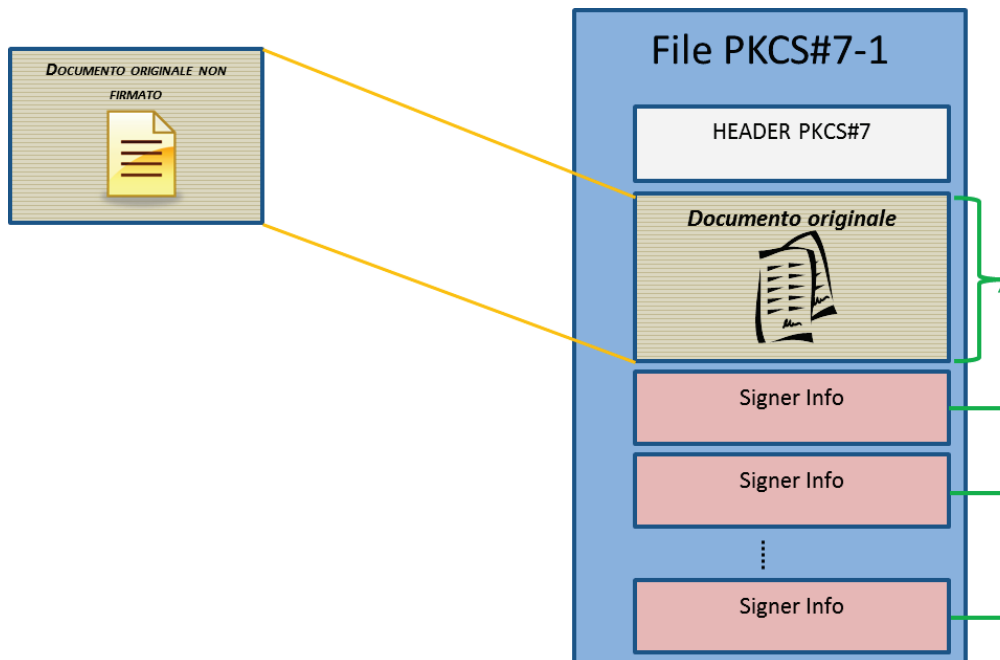 DOCUMENTO ORIGINALE NON
FIRMATO
File PKCS#7-1
HEADER PKCS#7
Documento originale
Signer Info
Signer Info
Signer Info